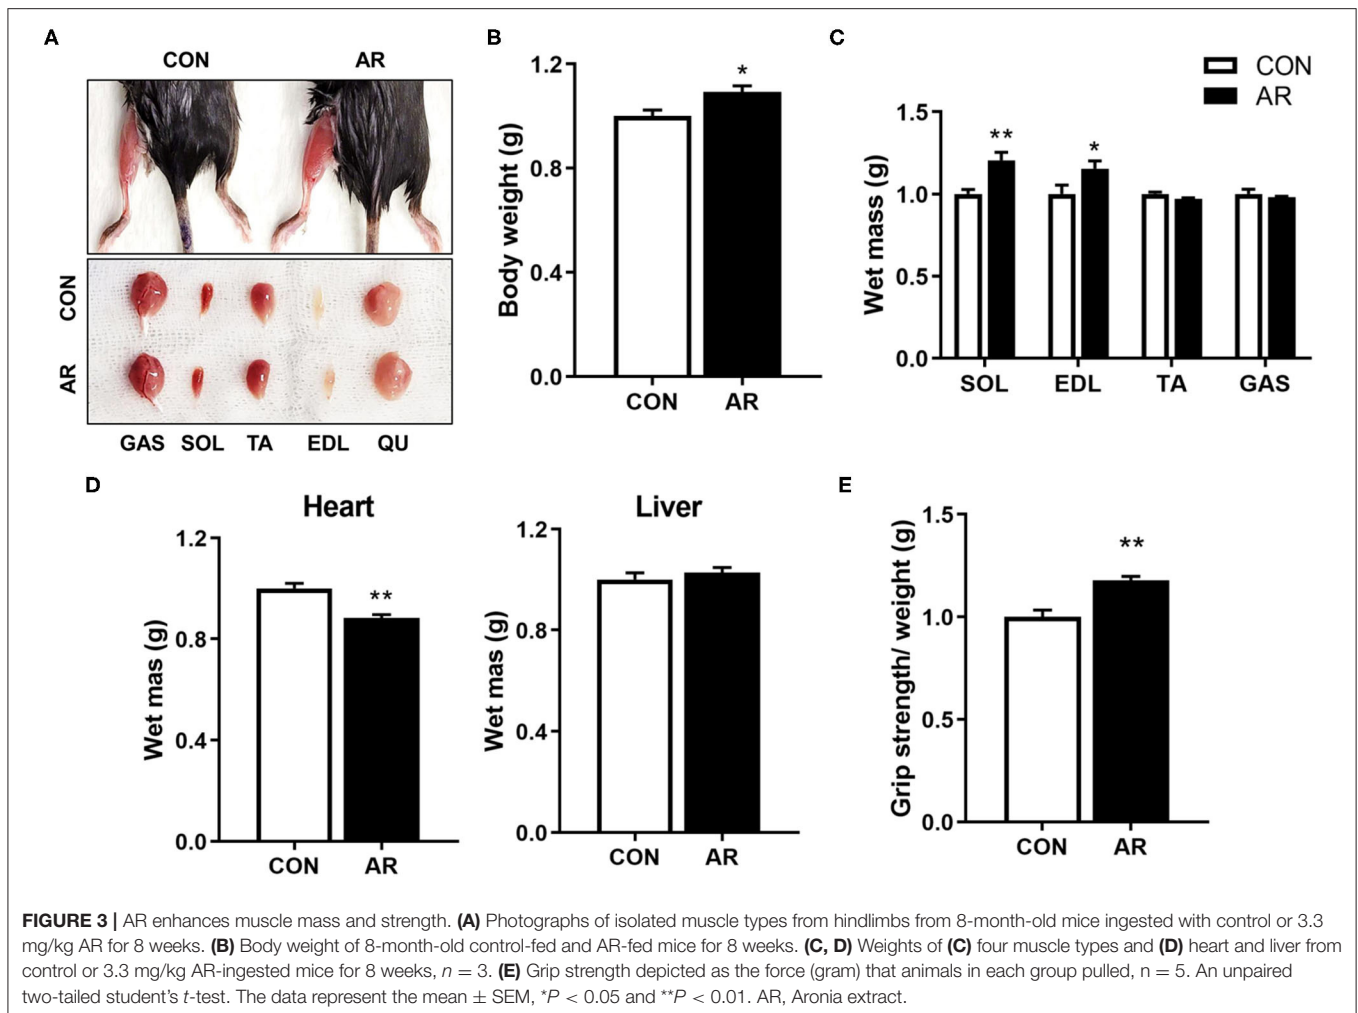 A
CON AR
CON
AR
GAS SOL TA EDL QU
B
Body weight (g)
1.2
0.8
0.4
0.0
*
CON AR
C
CON
AR
Wet mass (g)
1.5
1.0
0.5
0.0
** *
SOL EDL TA GAS
D
Heart
Wet mas (g)
1.2
0.8
0.4
0.0
**
CON AR
Liver
Wet mas (g)
1.2
0.8
0.4
0.0
CON AR
E
Grip strength/ weight (g)
1.5
1.0
0.5
0.0
**
CON AR
FIGURE 3 | AR enhances muscle mass and strength. (A) Photographs of isolated muscle types from hindlimbs from 8-month-old mice ingested with control or 3.3
mg/kg AR for 8 weeks. (B) Body weight of 8-month-old control-fed and AR-fed mice for 8 weeks. (C, D) Weights of (C) four muscle types and (D) heart and liver from
control or 3.3 mg/kg AR-ingested mice for 8 weeks, n = 3. (E) Grip strength depicted as the force (gram) that animals in each group pulled, n = 5. An unpaired
two-tailed student's t-test. The data represent the mean ± SEM, *P < 0.05 and **P < 0.01. AR, Aronia extract.